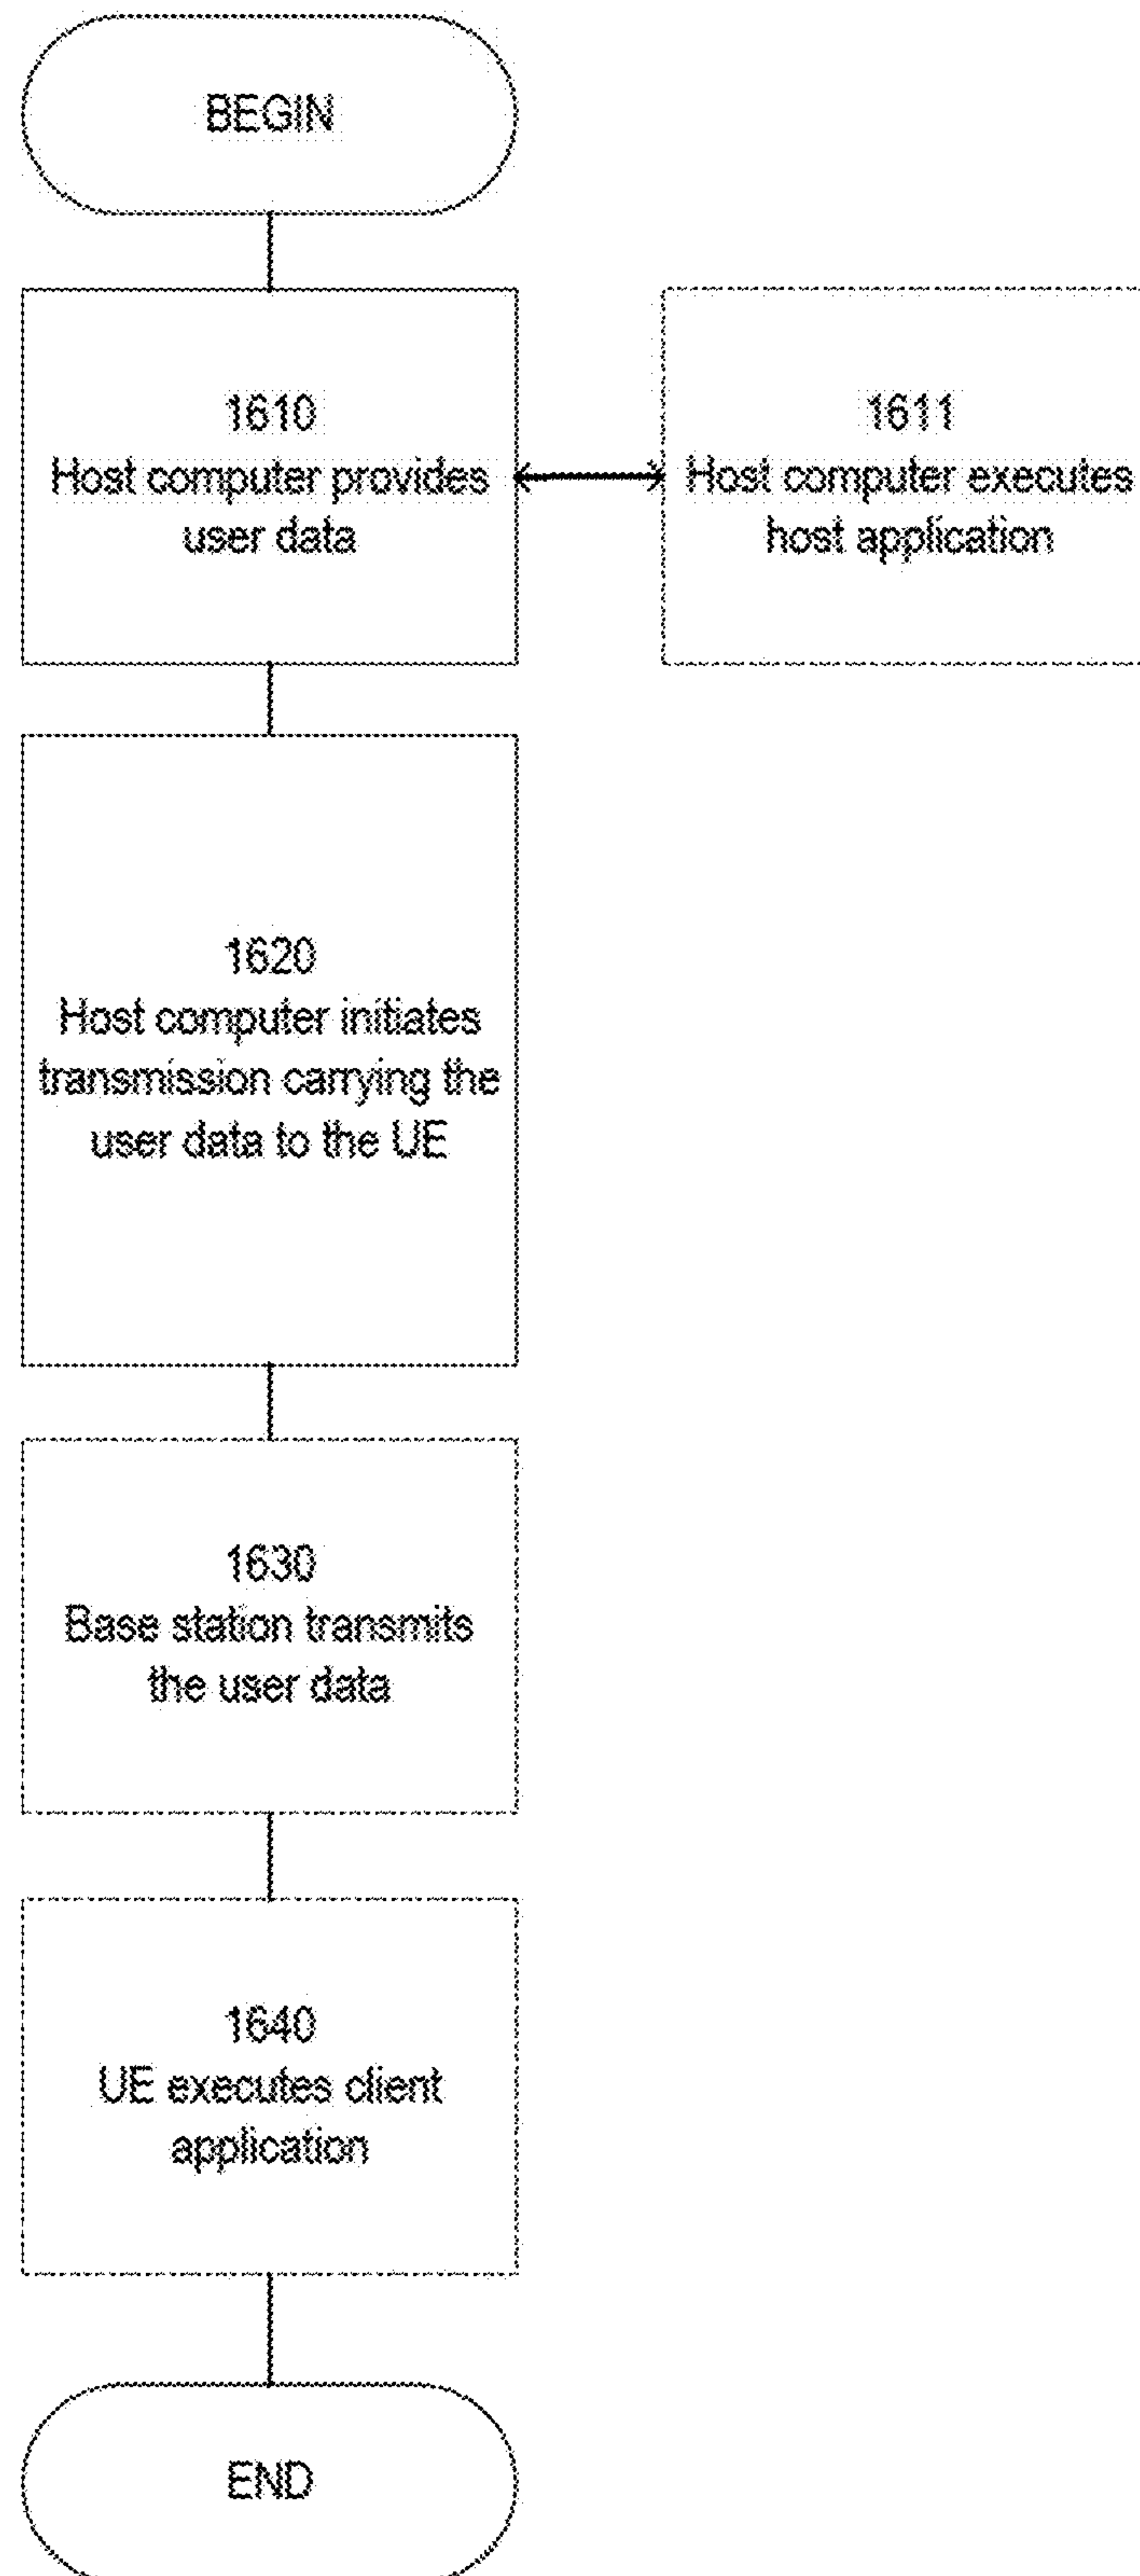 BEGIN
1610
Host computer provides
user data
1611
Host computer executes
host application
1620
Host computer initiates
transmission carrying the
user data to the UE
1630
Base station transmits
the user data
1640
UE executes client
application
END